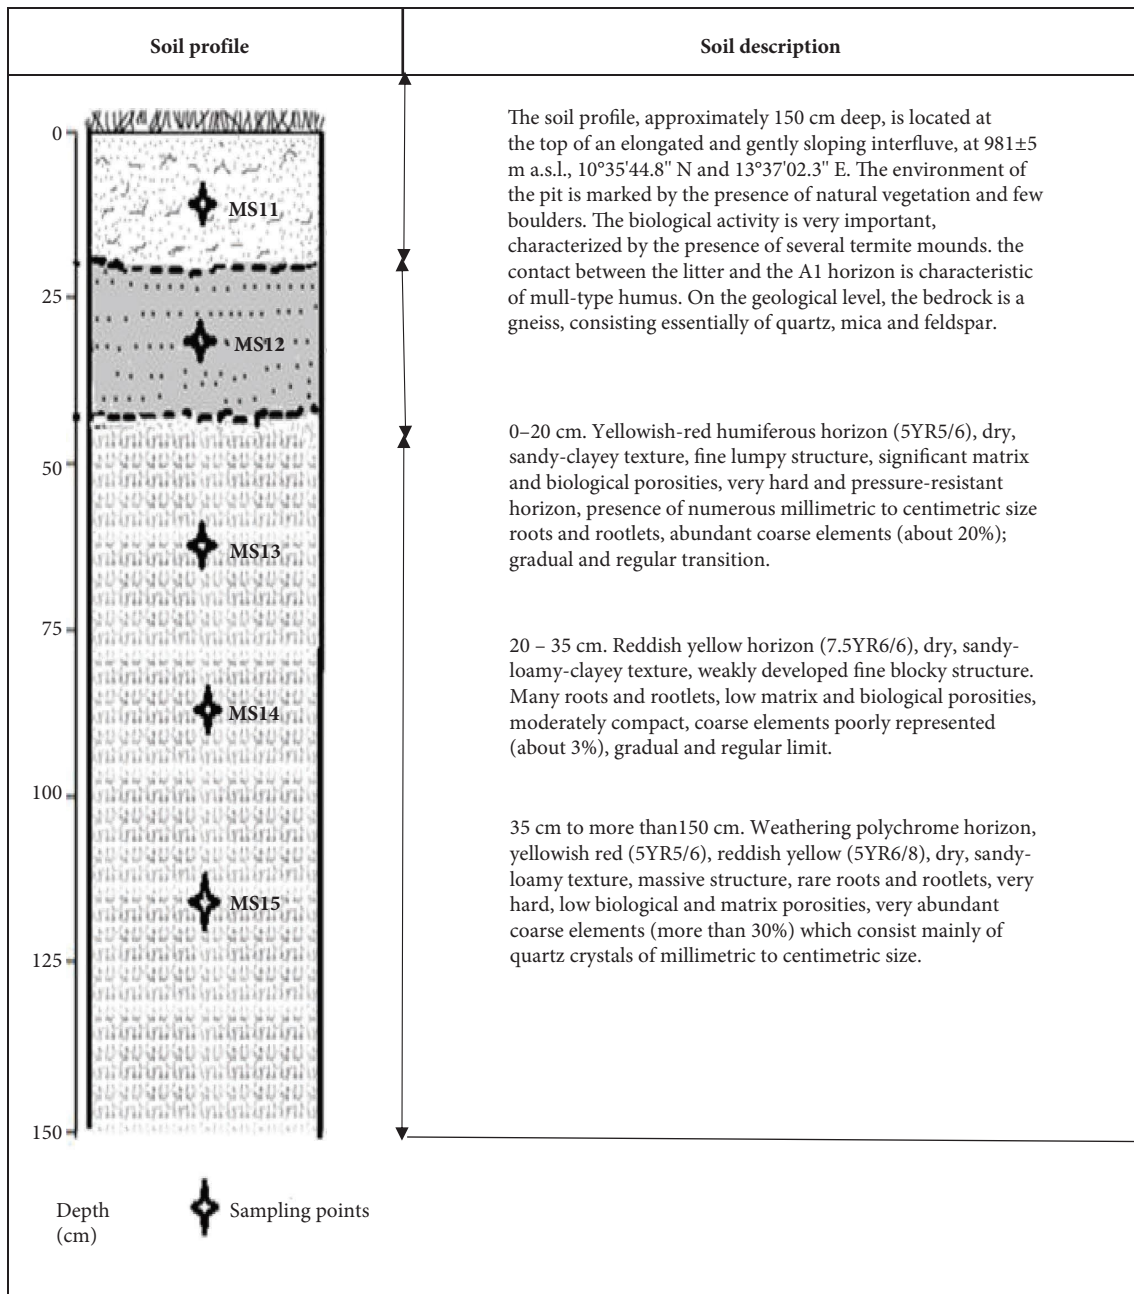 Soil profile
Soil description
0
25
50
75
100
125
150
MS11
MS12
MS13
MS14
MS15
Depth
(cm)
Sampling points
The soil profile, approximately 150 cm deep, is located at
the top of an elongated and gently sloping interfluve, at 981±5
m a.s.l., 10°35'44.8" N and 13°37'02.3" E. The environment of
the pit is marked by the presence of natural vegetation and few
boulders. The biological activity is very important,
characterized by the presence of several termite mounds. the
contact between the litter and the A1 horizon is characteristic
of mull-type humus. On the geological level, the bedrock is a
gneiss, consisting essentially of quartz, mica and feldspar.
0–20 cm. Yellowish-red humiferous horizon (5YR5/6), dry,
sandy-clayey texture, fine lumpy structure, significant matrix
and biological porosities, very hard and pressure-resistant
horizon, presence of numerous millimetric to centimetric size
roots and rootlets, abundant coarse elements (about 20%);
gradual and regular transition.
20 – 35 cm. Reddish yellow horizon (7.5YR6/6), dry, sandy-
loamy-clayey texture, weakly developed fine blocky structure.
Many roots and rootlets, low matrix and biological porosities,
moderately compact, coarse elements poorly represented
(about 3%), gradual and regular limit.
35 cm to more than150 cm. Weathering polychrome horizon,
yellowish red (5YR5/6), reddish yellow (5YR6/8), dry, sandy-
loamy texture, massive structure, rare roots and rootlets, very
hard, low biological and matrix porosities, very abundant
coarse elements (more than 30%) which consist mainly of
quartz crystals of millimetric to centimetric size.